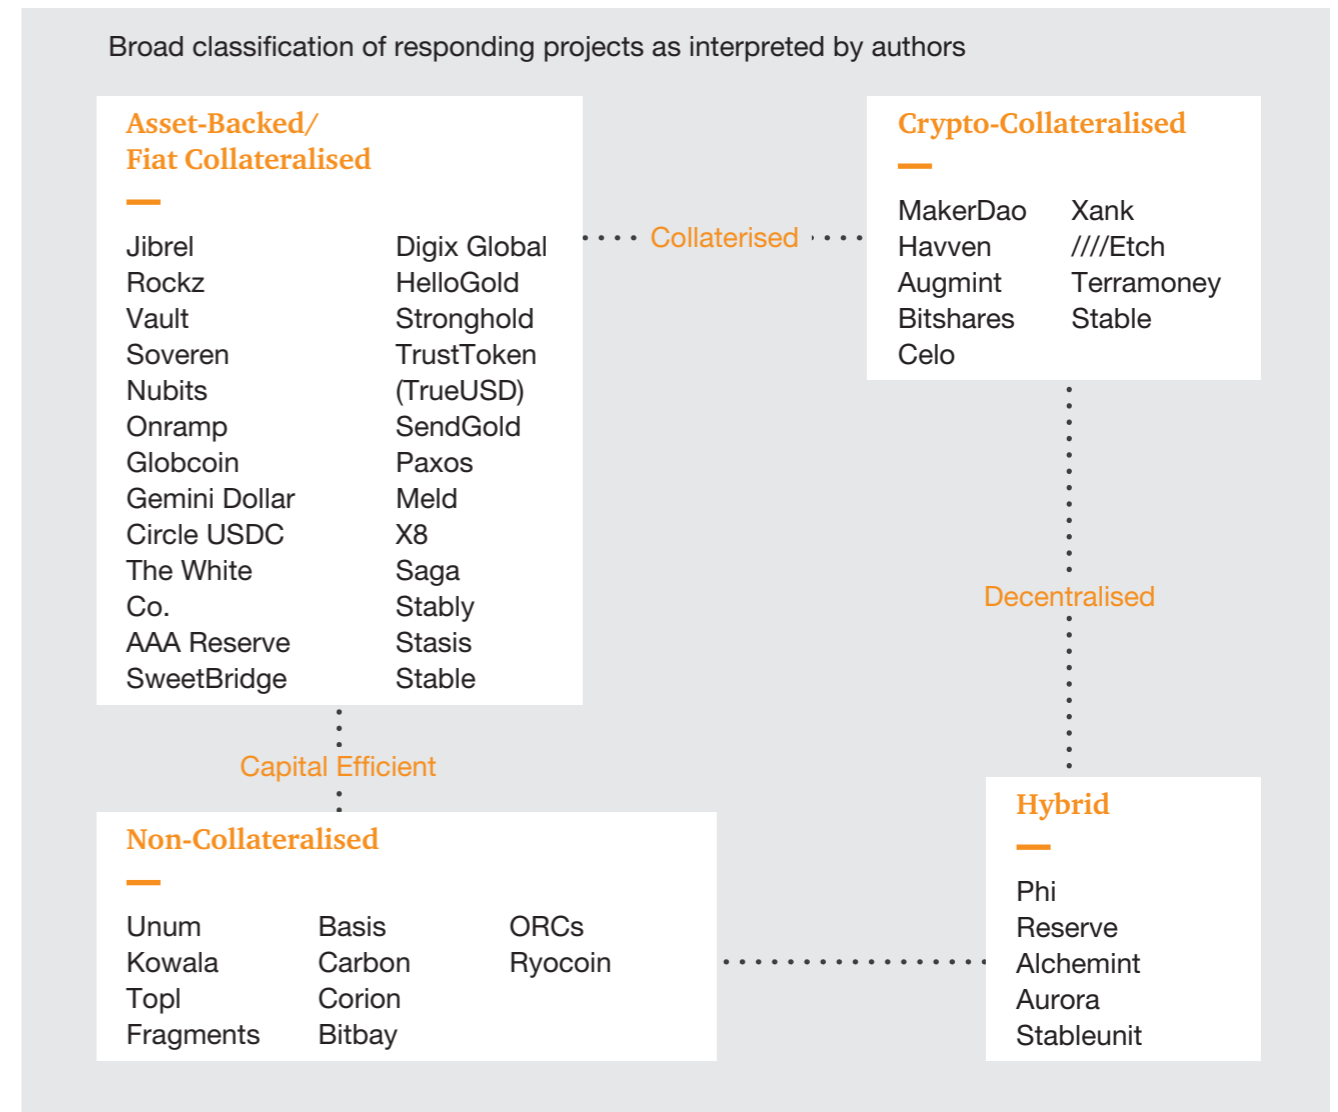 Broad classification of responding projects as interpreted by authors
Asset-Backed/
Fiat Collateralised
Jibrel
Rockz
Vault
Soveren
Nubits
Onramp
Globcoin
Gemini Dollar
Circle USDC
The White
Co.
AAA Reserve
SweetBridge
Digix Global
HelloGold
Stronghold
TrustToken
(TrueUSD)
SendGold
Paxos
Meld
X8
Saga
Stably
Stasis
Stable
Collaterised
Crypto-Collateralised
MakerDao
Havven
Augmint
Bitshares
Celo
Xank
////Etch
Terramoney
Stable
Decentralised
Capital Efficient
Non-Collateralised
Unum
Kowala
Topl
Fragments
Basis
Carbon
Corion
Bitbay
ORCs
Ryocoin
Hybrid
Phi
Reserve
Alchemint
Aurora
Stableunit